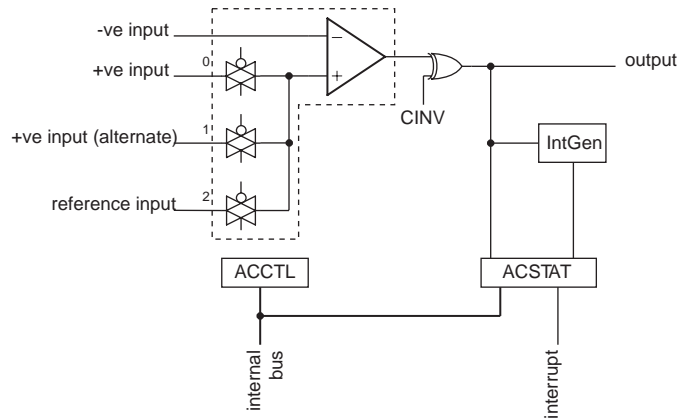 -ve input
−
0
+ve input
+
output
CINV
1
+ve input (alternate)
IntGen
2
reference input
ACCTL
ACSTAT
internal
bus
interrupt